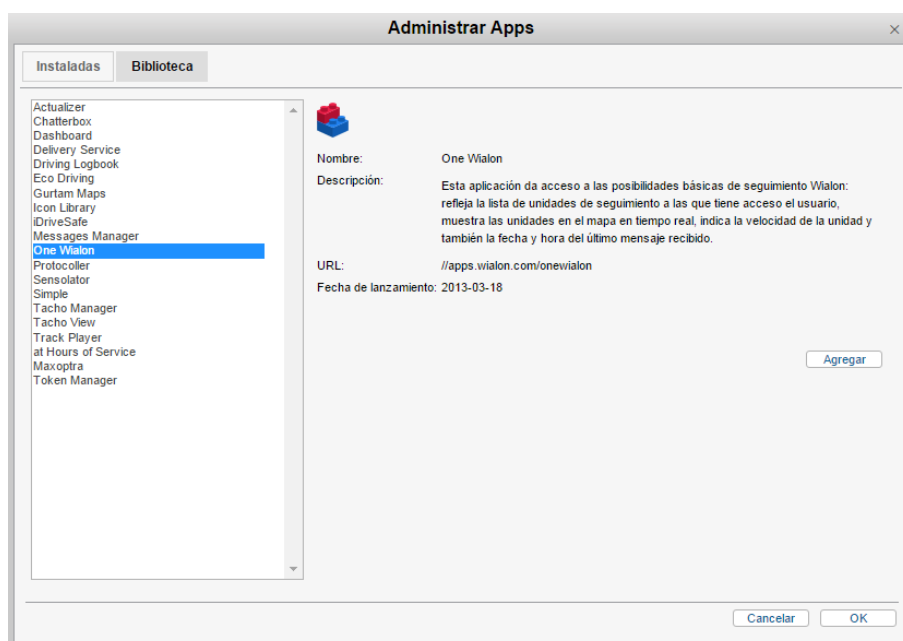 Administrar Apps
Instaladas
Biblioteca
Actualizer
Chatterbox
Dashboard
Delivery Service
Driving Logbook
Eco Driving
Gurtam Maps
Icon Library
iDriveSafe
Messages Manager
One Wialon
Protocoller
Sensolator
Simple
Tacho Manager
Tacho View
Track Player
at Hours of Service
Maxoptra
Token Manager
Nombre: One Wialon
Descripción: Esta aplicación da acceso a las posibilidades básicas de seguimiento Wialon:
refleja la lista de unidades de seguimiento a las que tiene acceso el usuario,
muestra las unidades en el mapa en tiempo real, indica la velocidad de la unidad y
también la fecha y hora del último mensaje recibido.
URL: //apps.wialon.com/onewialon
Fecha de lanzamiento: 2013-03-18
Agregar
Cancelar
OK